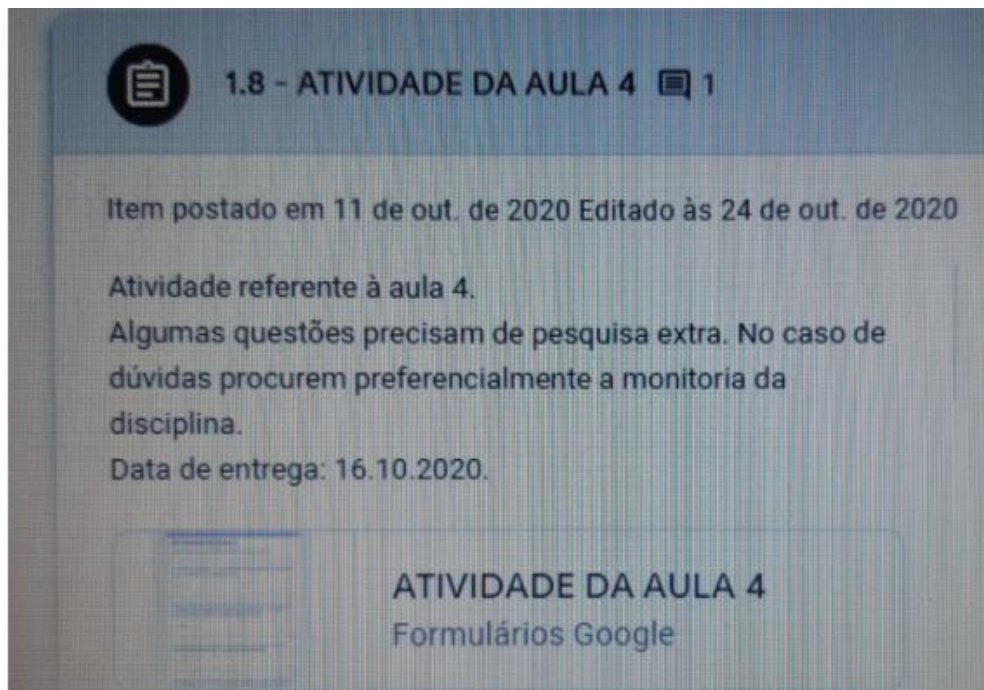 1.8 - ATIVIDADE DA AULA 4 1
Item postado em 11 de out. de 2020 Editado às 24 de out. de 2020
Atividade referente à aula 4.
Algumas questões precisam de pesquisa extra. No caso de
dúvidas procurem preferencialmente a monitoria da
disciplina.
Data de entrega: 16.10.2020.
ATIVIDADE DA AULA 4
Formulários Google